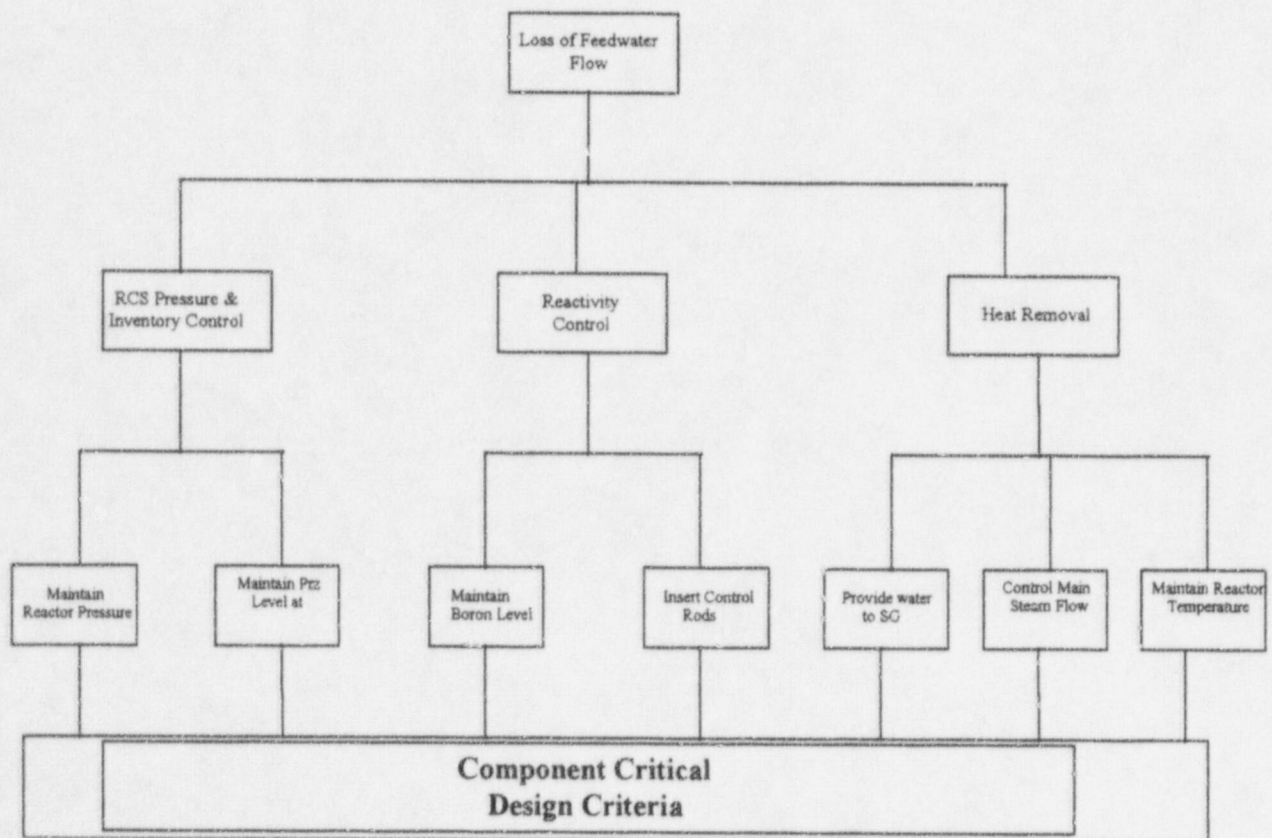 Loss of Feedwater
Flow
RCS Pressure &
Inventory Control
Reactivity
Control
Heat Removal
Maintain
Reactor Pressure
Maintain Prz
Level at
Maintain
Boron Level
Insert Control
Rods
Provide water
to SG
Control Main
Steam Flow
Maintain Reactor
Temperature
Component Critical
Design Criteria